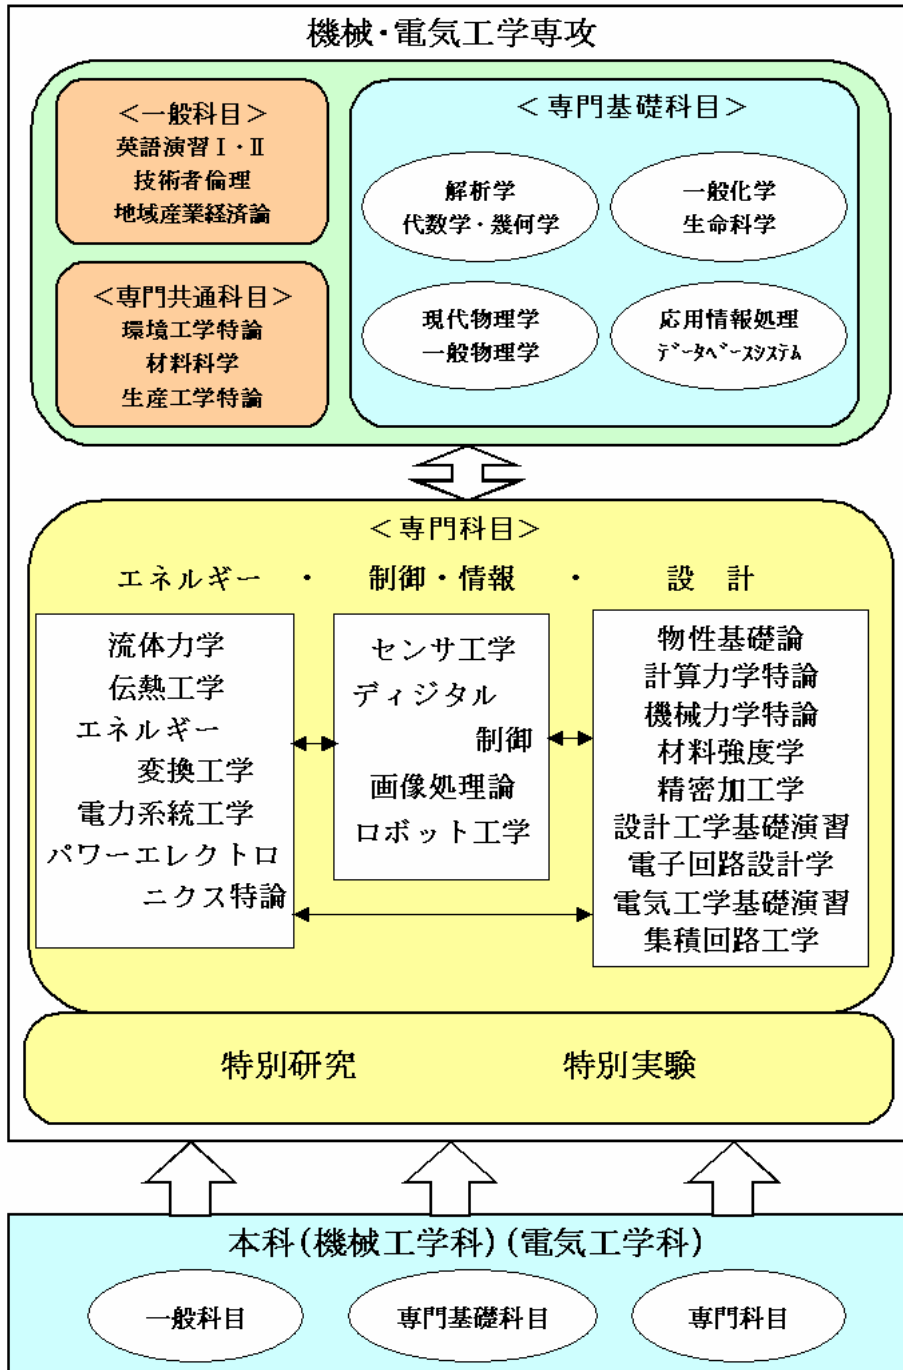 機械・電気工学専攻
＜一般科目＞
英語演習Ⅰ・Ⅱ
技術者倫理
地域産業経済論
＜専門共通科目＞
環境工学特論
材料科学
生産工学特論
＜専門基礎科目＞
解析学
代数学・幾何学
一般化学
生命科学
現代物理学
一般物理学
応用情報処理
ﾃﾞｰﾀﾍﾞｰｽｼｽﾃﾑ
＜専門科目＞
エネルギー ・ 制御・情報 ・ 設 計
流体力学
伝熱工学
エネルギー
変換工学
電力系統工学
パワーエレクトロ
ニクス特論
センサ工学
ディジタル
制御
画像処理論
ロボット工学
物性基礎論
計算力学特論
機械力学特論
材料強度学
精密加工学
設計工学基礎演習
電子回路設計学
電気工学基礎演習
集積回路工学
特別研究 特別実験
本科(機械工学科)(電気工学科)
一般科目 専門基礎科目 専門科目